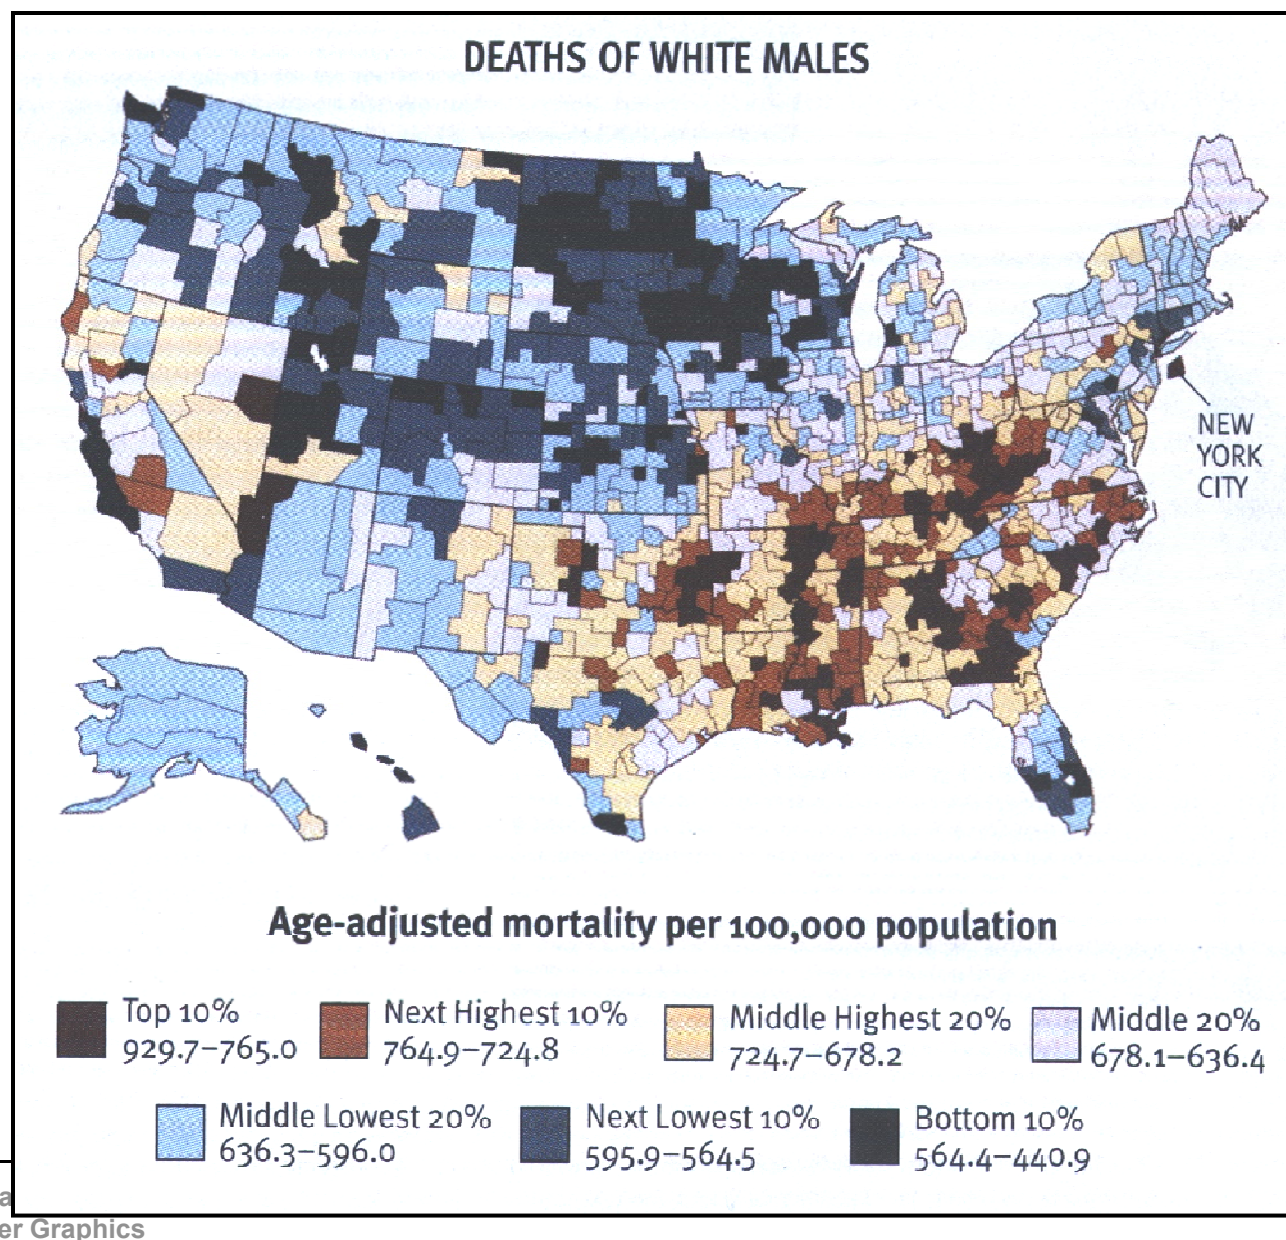 DEATHS OF WHITE MALES
NEW
YORK
CITY
Age-adjusted mortality per 100,000 population
Top 10%
929.7–765.0
Next Highest 10%
764.9–724.8
Middle Highest 20%
724.7–678.2
Middle 20%
678.1–636.4
Middle Lowest 20%
636.3–596.0
Next Lowest 10%
595.9–564.5
Bottom 10%
564.4–440.9
a
er Graphics